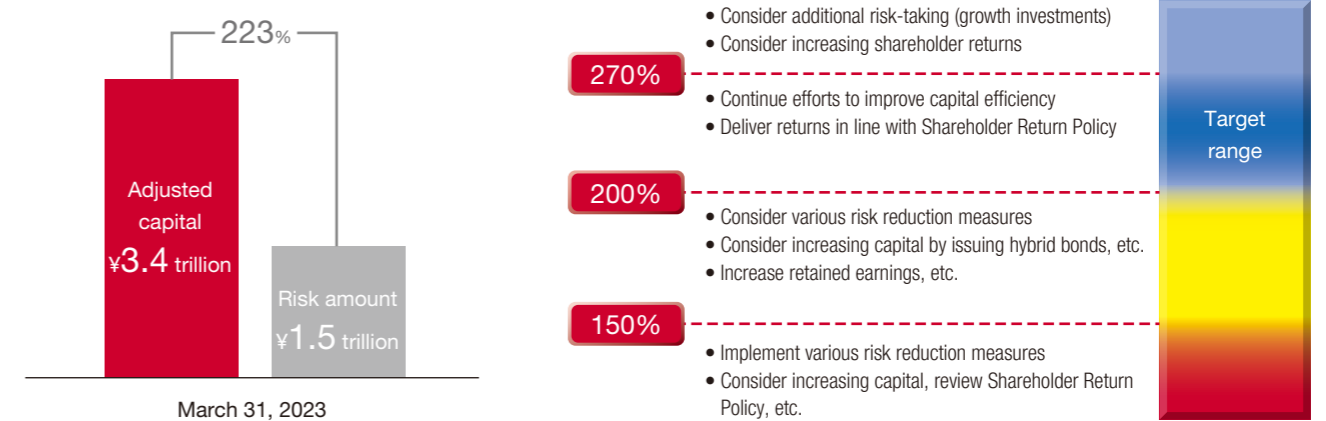 223%
Adjusted
capital
¥3.4 trillion
Risk amount
¥1.5 trillion
March 31, 2023
• Consider additional risk-taking (growth investments)
• Consider increasing shareholder returns
270%
• Continue efforts to improve capital efficiency
• Deliver returns in line with Shareholder Return Policy
200%
• Consider various risk reduction measures
• Consider increasing capital by issuing hybrid bonds, etc.
• Increase retained earnings, etc.
150%
• Implement various risk reduction measures
• Consider increasing capital, review Shareholder Return
Policy, etc.
Target
range